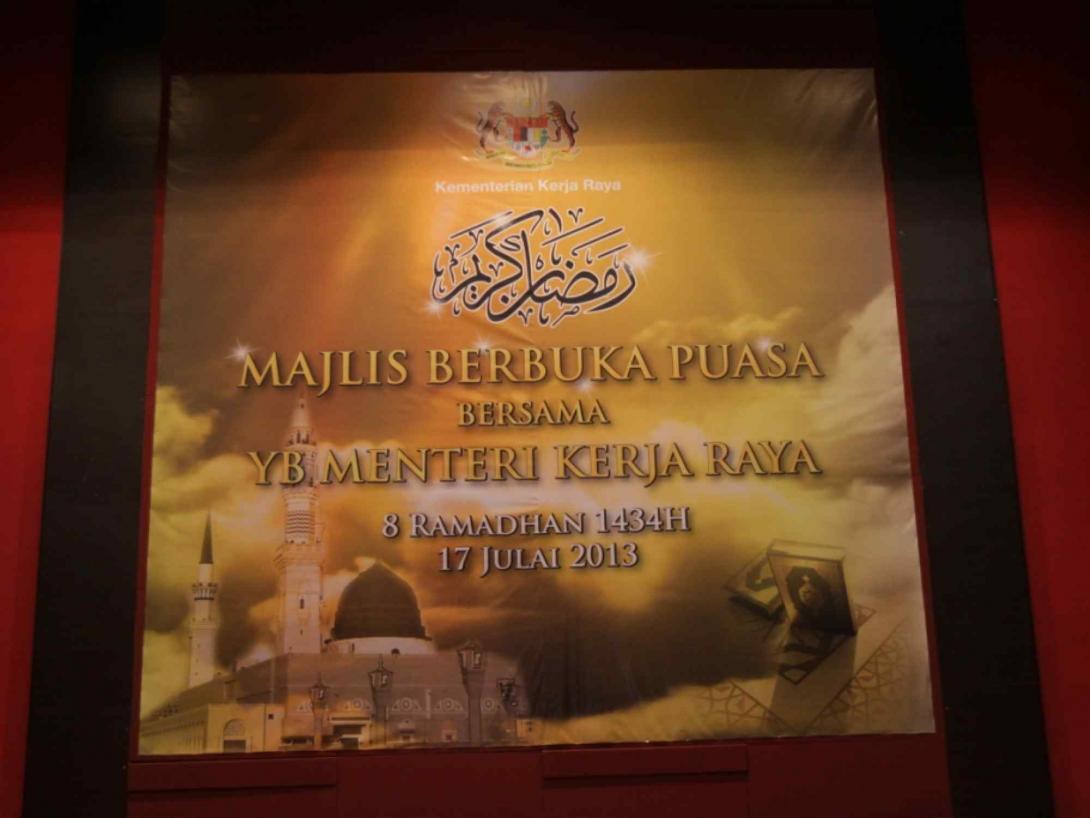 Kementerian Kerja Raya
رمضان كريم
MAJLIS BERBUKA PUASA
BERSAMA
YB MENTERI KERJA RAYA
8 RAMADHAN 1434H
17 JULAI 2013